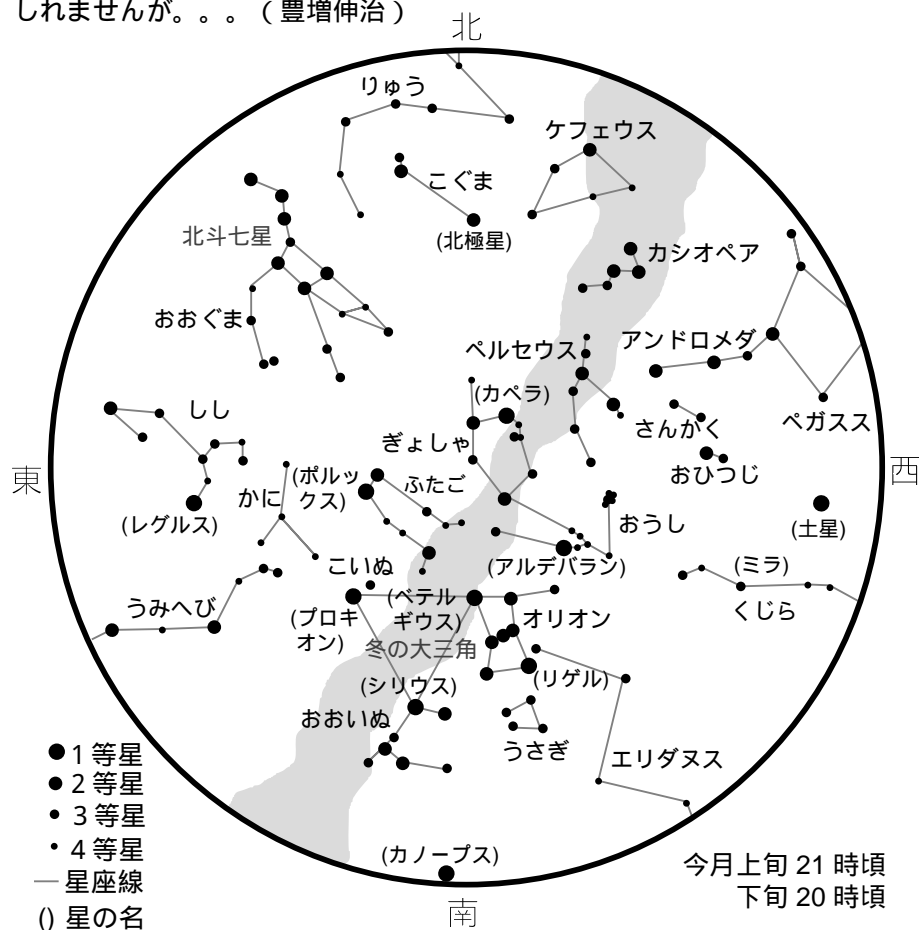 しれませんが。。。（豊増伸治）
北
りゅう
ケフェウス
こぐま
(北極星)
北斗七星
カシオペア
おおぐま
ペルセウス
アンドロメダ
(カペラ)
ペガスス
しし
さんかく
ぎょしゃ
おひつじ
東
西
(ポルッ
クス)
ふたご
かに
(レグルス)
おうし
(土星)
(アルデバラン)
(ミラ)
こいぬ
くじら
うみへび
(プロキ
オン)
(ベテル
ギウス)
オリオン
冬の大三角
(シリウス)
(リゲル)
おおいぬ
うさぎ
エリダヌス
(カノープス)
南
1 等星
2 等星
3 等星
4 等星
星座線
() 星の名
今月上旬 21 時頃
下旬 20 時頃